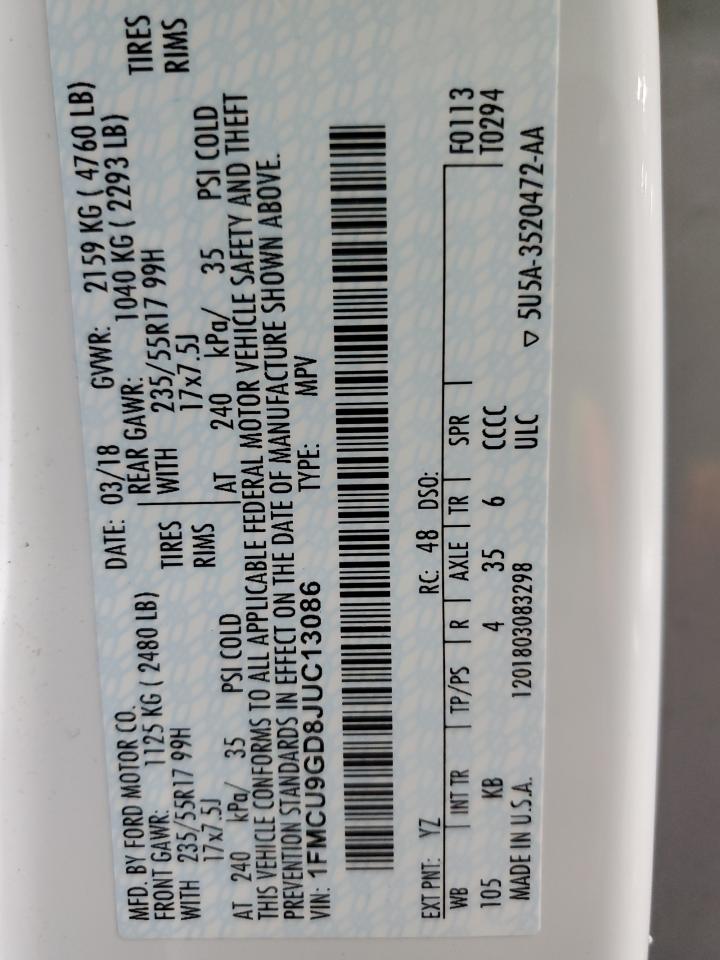 MFD. BY FORD MOTOR CO.
DATE: 03/18 GVWR: 2159 KG ( 4760 LB)
FRONT GAWR: 1125 KG ( 2480 LB) REAR GAWR: 1040 KG ( 2293 LB)
WITH 235/55R17 99H TIRES WITH 235/55R17 99H TIRES
17x7.5J RIMS 17x7.5J RIMS
AT 240 kPa/ 35 PSI COLD AT 240 kPa/ 35 PSI COLD
THIS VEHICLE CONFORMS TO ALL APPLICABLE FEDERAL MOTOR VEHICLE SAFETY AND THEFT
PREVENTION STANDARDS IN EFFECT ON THE DATE OF MANUFACTURE SHOWN ABOVE.
VIN: 1FMCU9GD8JUC13086 TYPE: MPV
EXT PNT: YZ RC: 48 DSO:
WB INT TR TP/PS R AXLE TR SPR F0113
105 KB 4 35 6 CCCC T0294
MADE IN U.S.A. 1201803083298 ULC ▽ 5U5A-3520472-AA